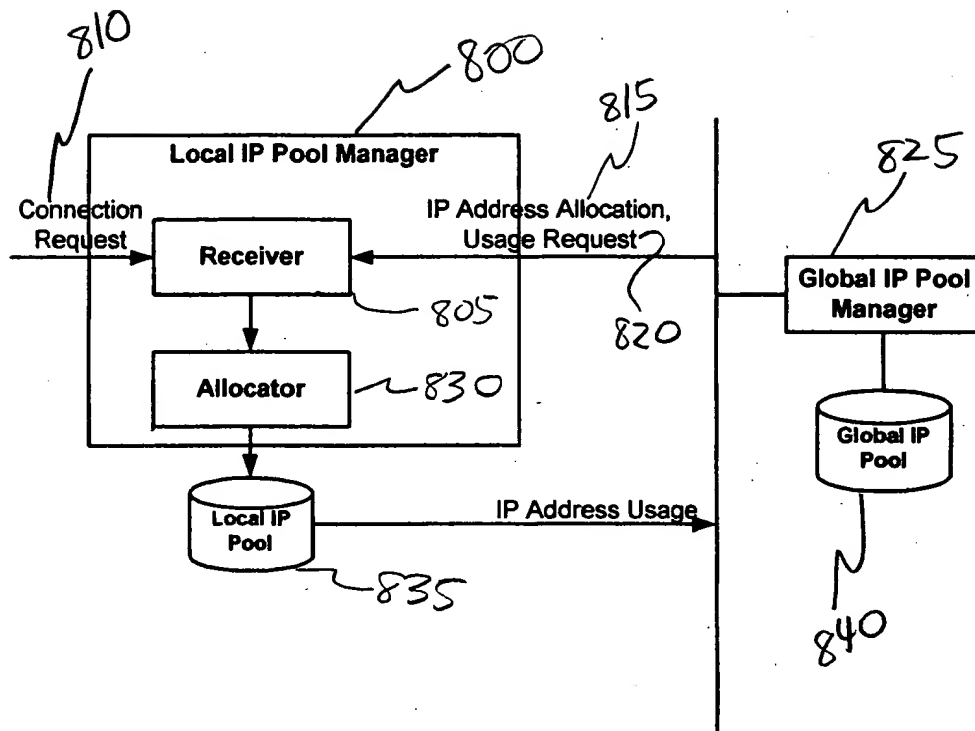 810
800
815
825
Local IP Pool Manager
Connection
Request
IP Address Allocation,
Usage Request
Receiver
805
820
Global IP Pool
Manager
Allocator
830
Global IP
Pool
Local IP
Pool
IP Address Usage
835
840